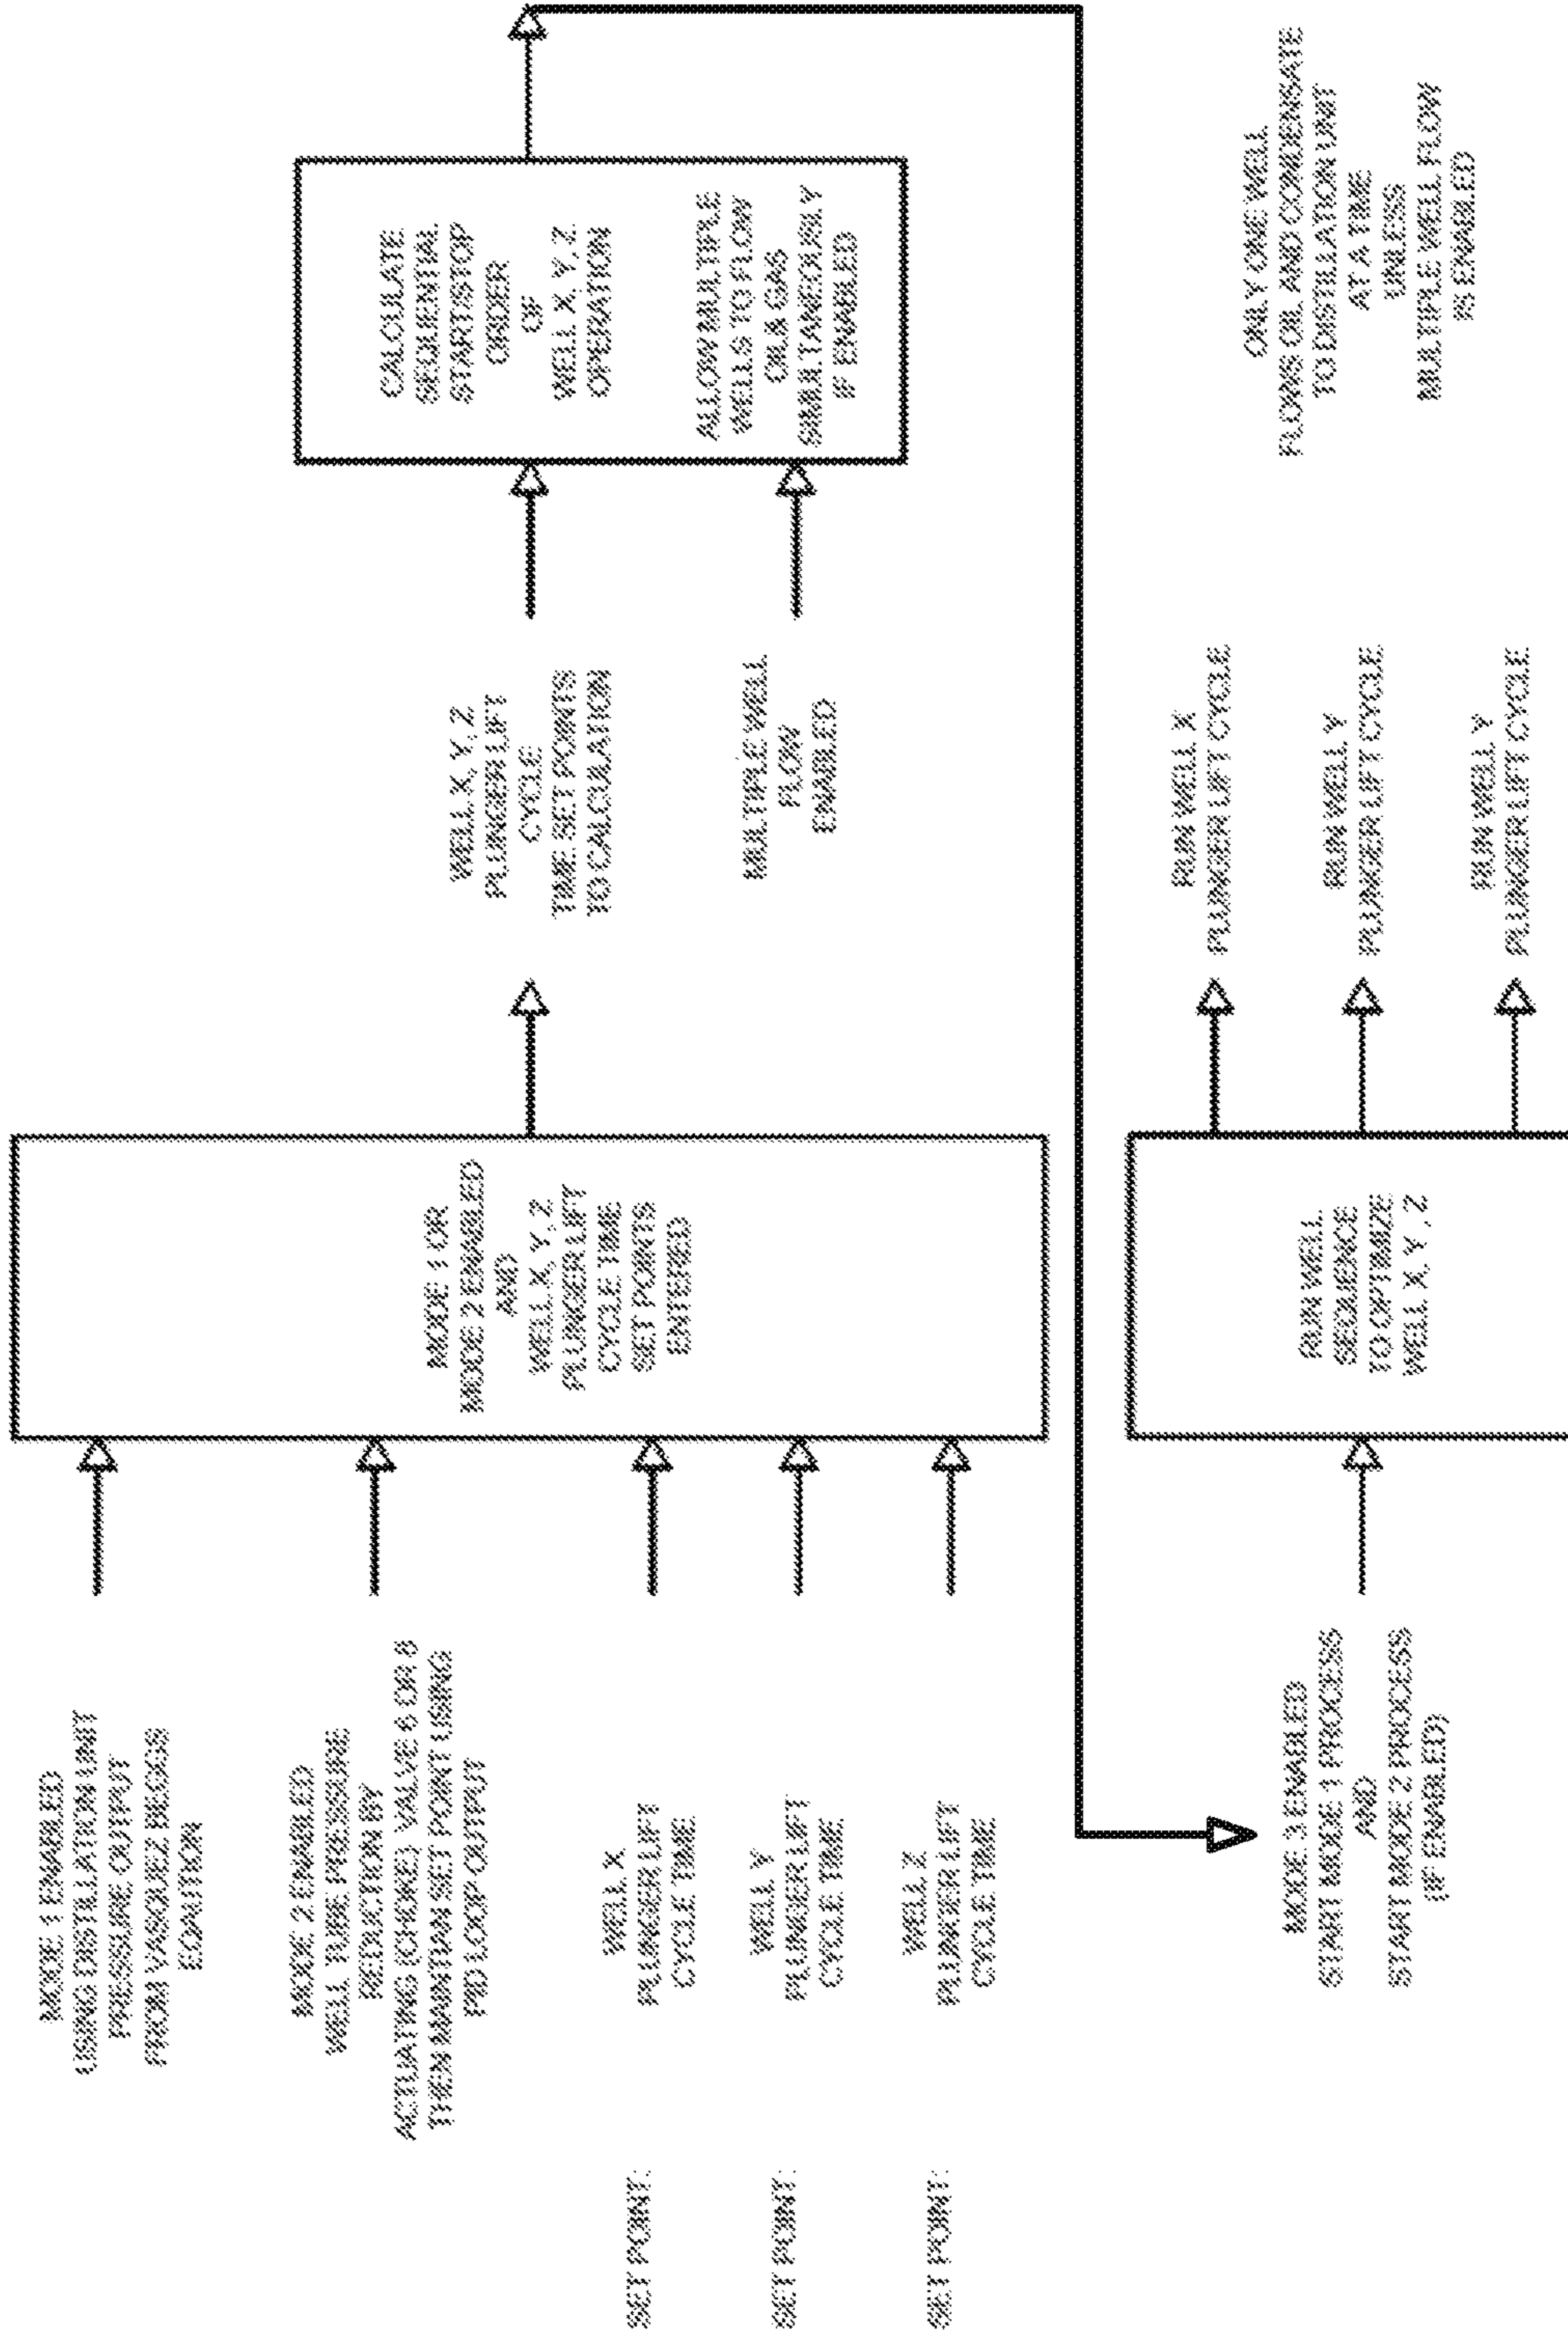 MODE 1 ENABLED
USING DISTILLATION UNIT
PRESSURE OUTPUT
FROM VASQUEZ BEGGS
EQAUTION
MODE 2 ENABLED
WELL TUBE PRESSURE
REDUCTION BY
ACTUATING (CHOKE) VALVE 6 OR 8
THEN MAINTIAN SET POINT USING
PID LOOP OUTPUT
SET POINT:
WELL X
PLUNGER LIFT
CYCLE TIME
SET POINT:
WELL Y
PLUNGER LIFT
CYCLE TIME
SET POINT:
WELL Z
PLUNGER LIFT
CYCLE TIME
MODE 1 OR
MODE 2 ENABLED
AND
WELL X, Y, Z
PLUNGER LIFT
CYCLE TIME
SET POINTS
ENTERED
WELL X, Y, Z
PLUNGER LIFT
CYCLE
TIME SET POINTS
TO CALCULATION
MULTIPLE WELL
FLOW
ENABLED
CALCULATE
SEQUENTIAL
START/STOP
ORDER
OF
WELL X, Y, Z
OPERATION
ALLOW MULTIPLE
WELLS TO FLOW
OIL & GAS
SIMULTANEOUSLY
IF ENABLED
MODE 3 ENABLED
START MODE 1 PROCESS
AND
START MODE 2 PROCESS
(IF ENABLED)
RUN WELL
SEQUENCE
TO OPTIMIZE
WELL X, Y, Z
RUN WELL X
PLUNGER LIFT CYCLE
RUN WELL Y
PLUNGER LIFT CYCLE
RUN WELL Y
PLUNGER LIFT CYCLE
ONLY ONE WELL
FLOWS OIL AND CONDENSATE
TO DISTILLATION UNIT
AT A TIME
UNLESS
MULTIPLE WELL FLOW
IS ENABLED